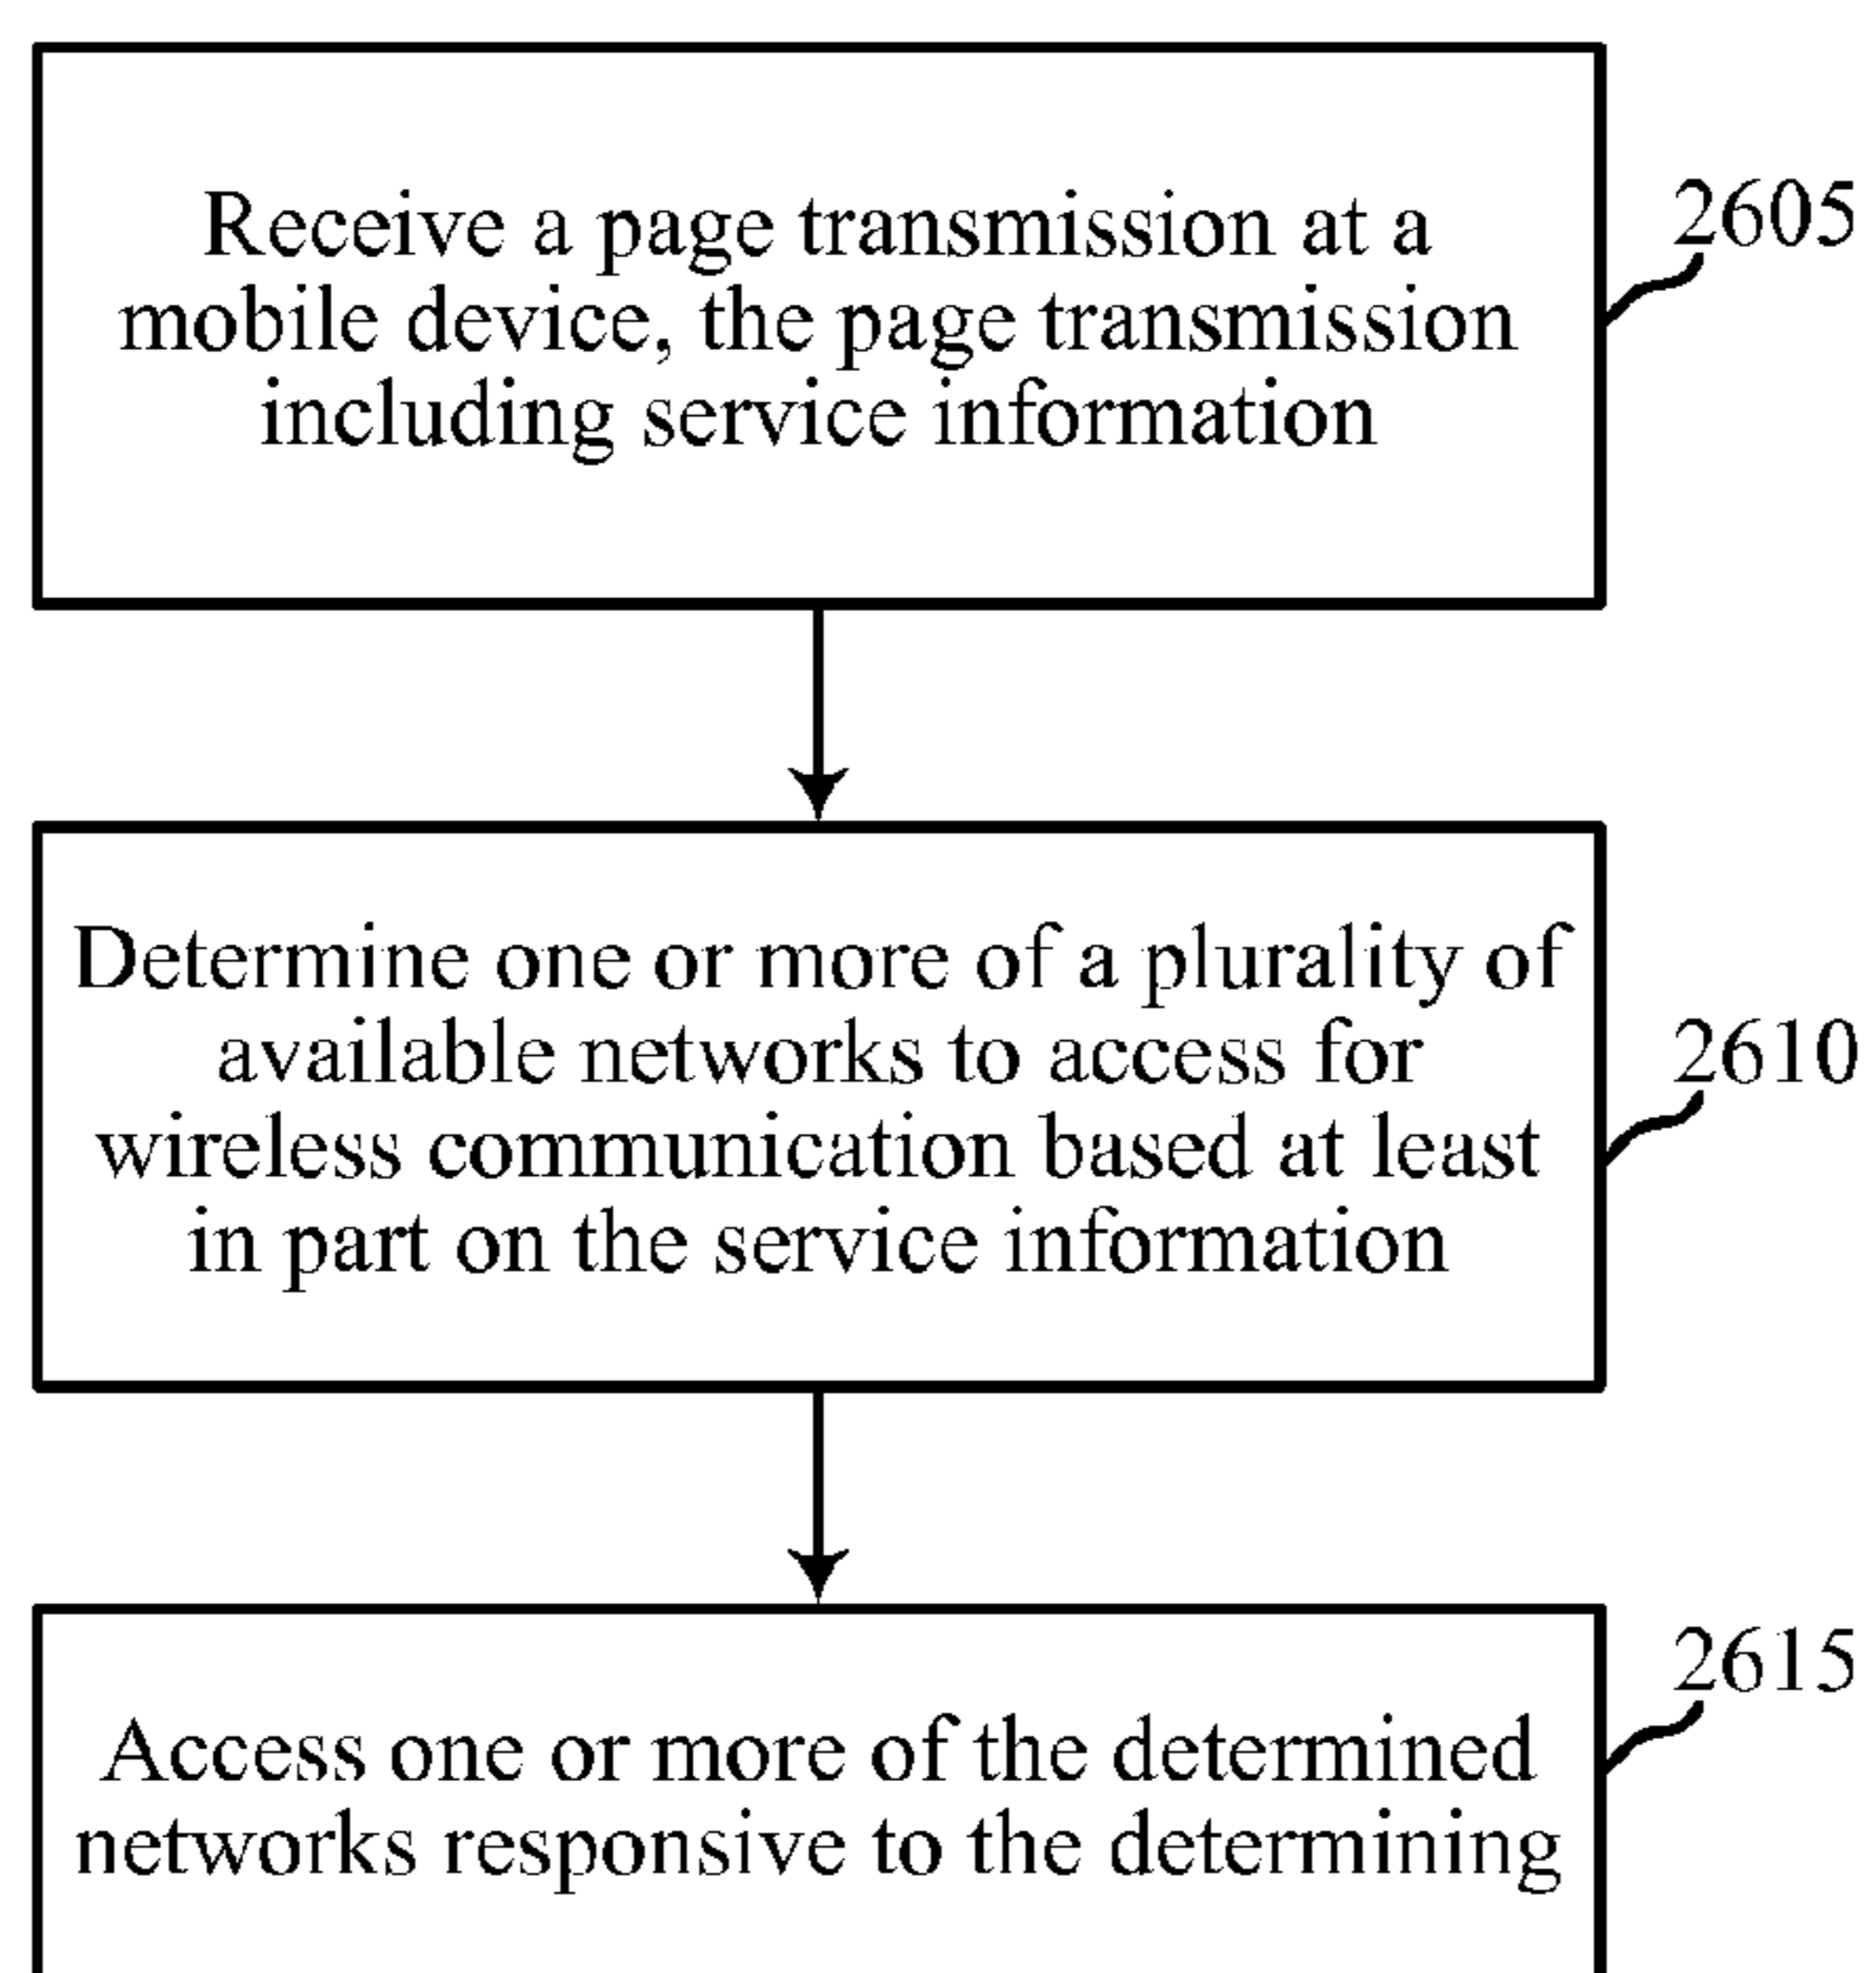 Receive a page transmission at a
mobile device, the page transmission
including service information
2605
Determine one or more of a plurality of
available networks to access for
wireless communication based at least
in part on the service information
2610
Access one or more of the determined
networks responsive to the determining
2615